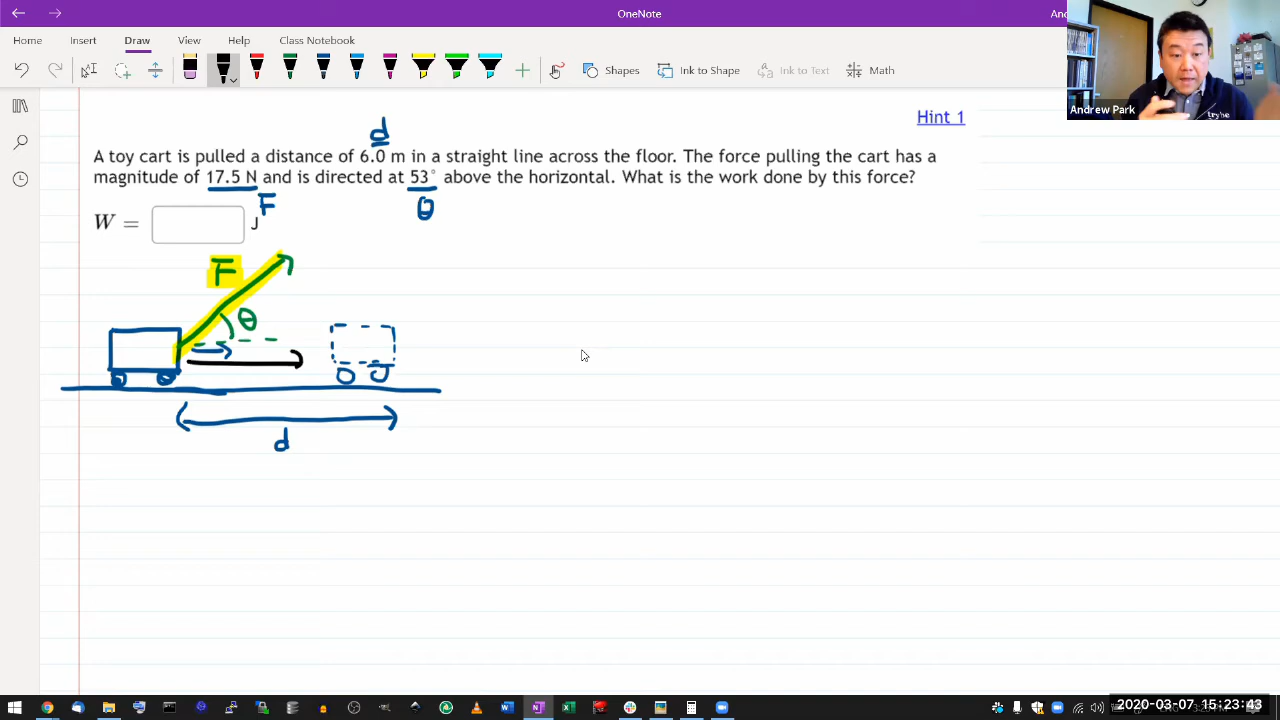 OneNote
Home Insert Draw View Help Class Notebook
Shapes Ink to Shape Ink to Text Math
Andrew Park
Hint 1
d
A toy cart is pulled a distance of 6.0 m in a straight line across the floor. The force pulling the cart has a
magnitude of 17.5 N and is directed at 53° above the horizontal. What is the work done by this force?
F
θ
W = J
F
θ
d
2020-03-07 15:23:43